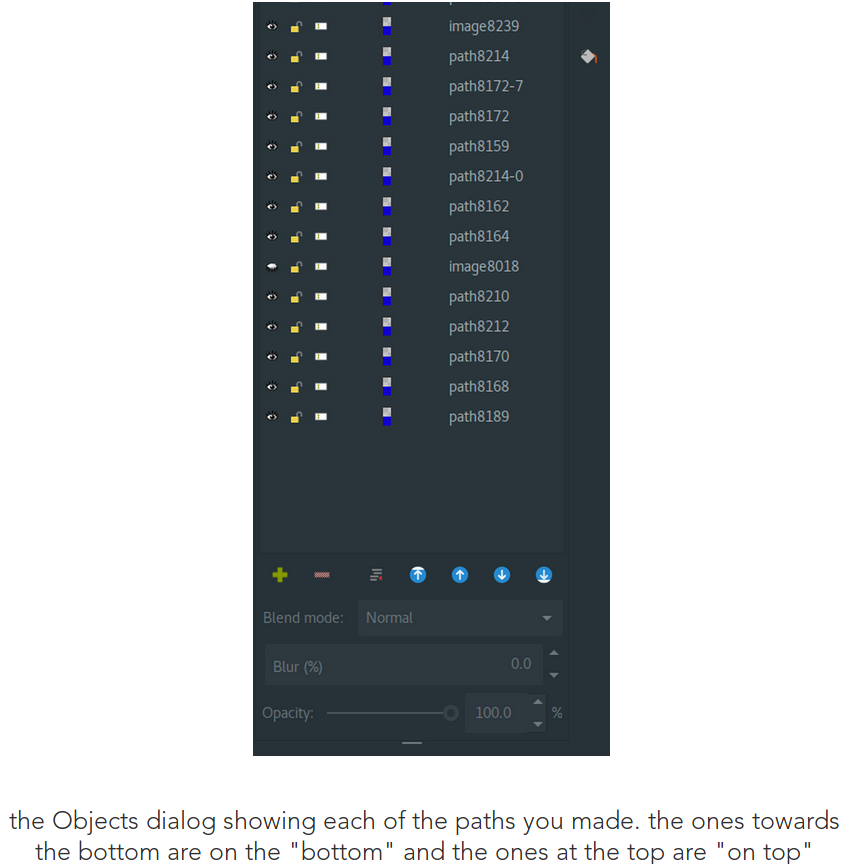 image8239
path8214
path8172-7
path8172
path8159
path8214-0
path8162
path8164
image8018
path8210
path8212
path8170
path8168
path8189
Blend mode: Normal
Blur (%) 0.0
Opacity: 100.0 %
the Objects dialog showing each of the paths you made. the ones towards
the bottom are on the "bottom" and the ones at the top are "on top"